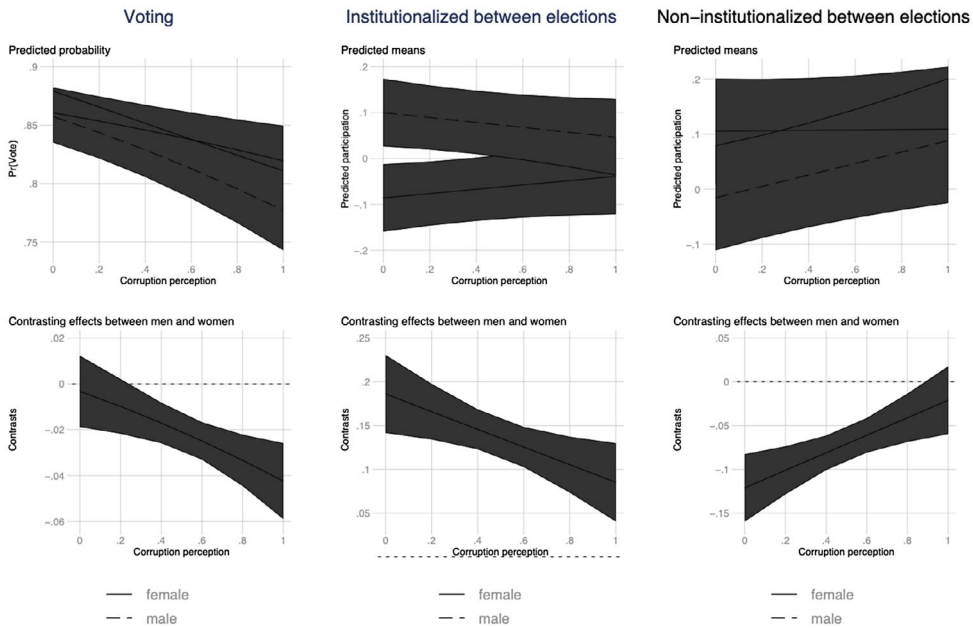 Voting
Institutionalized between elections
Non-institutionalized between elections
Predicted probability
Predicted means
Predicted means
.9
.85
.8
.75
Pr(Vote)
0 .2 .4 .6 .8 1
Corruption perception
.2
.1
0
-.1
-.2
Predicted participation
0 .2 .4 .6 .8 1
Corruption perception
.2
.1
0
-.1
Predicted participation
0 .2 .4 .6 .8 1
Corruption perception
Contrasting effects between men and women
Contrasting effects between men and women
Contrasting effects between men and women
.02
0
-.02
-.04
-.06
Contrasts
0 .2 .4 .6 .8 1
Corruption perception
.25
.2
.15
.1
.05
Contrasts
0 .2 .4 .6 .8 1
Corruption perception
.05
0
-.05
-.1
-.15
Contrasts
0 .2 .4 .6 .8 1
Corruption perception
female
male
female
male
female
male